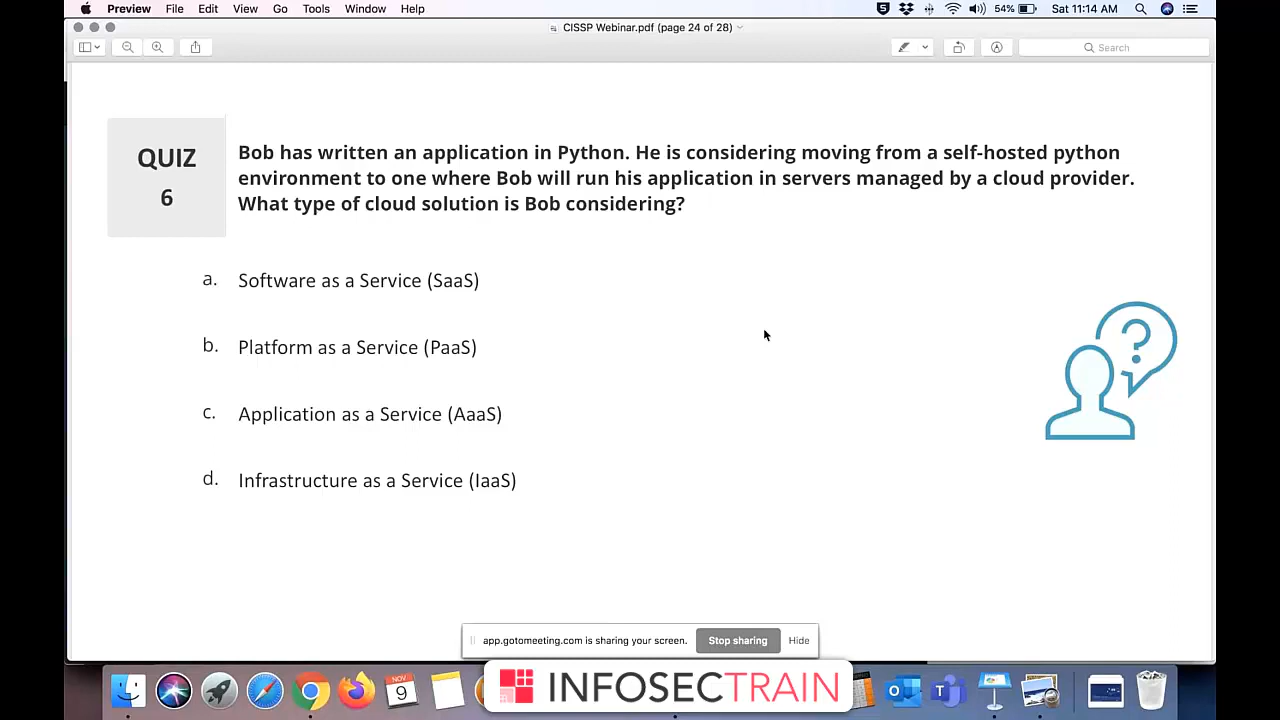 Preview File Edit View Go Tools Window Help
54% Sat 11:14 AM
CISSP Webinar.pdf (page 24 of 28)
Search
QUIZ
6
Bob has written an application in Python. He is considering moving from a self-hosted python
environment to one where Bob will run his application in servers managed by a cloud provider.
What type of cloud solution is Bob considering?
a. Software as a Service (SaaS)
b. Platform as a Service (PaaS)
c. Application as a Service (AaaS)
d. Infrastructure as a Service (IaaS)
?
app.gotomeeting.com is sharing your screen. Stop sharing Hide
NOV
9
INFOSECTRAIN